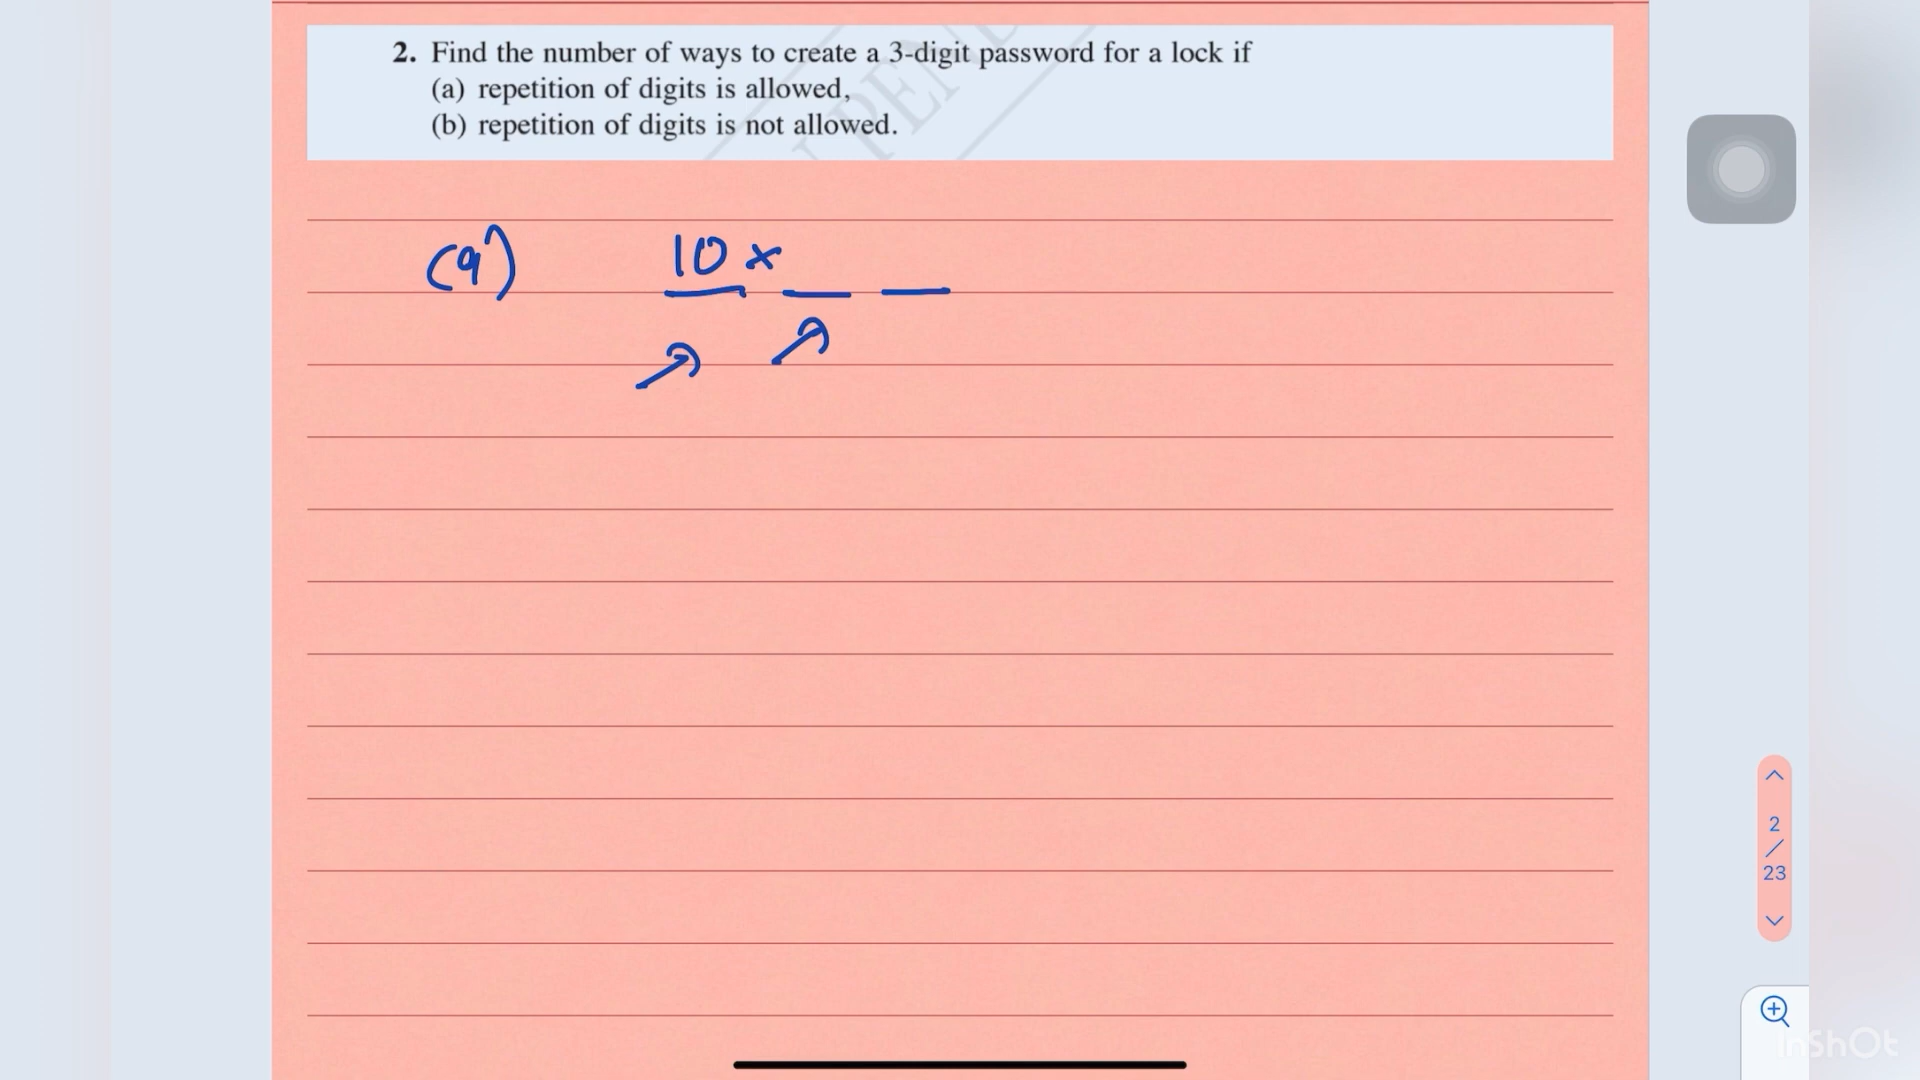 2. Find the number of ways to create a 3-digit password for a lock if
(a) repetition of digits is allowed,
(b) repetition of digits is not allowed.
(a) 10 ×
2
/
23
InShOt